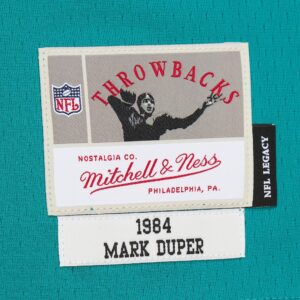 THROWBACKS
NFL
NOSTALGIA CO.
Mitchell & Ness
PHILADELPHIA, PA.
NFL LEGACY
1984
MARK DUPER